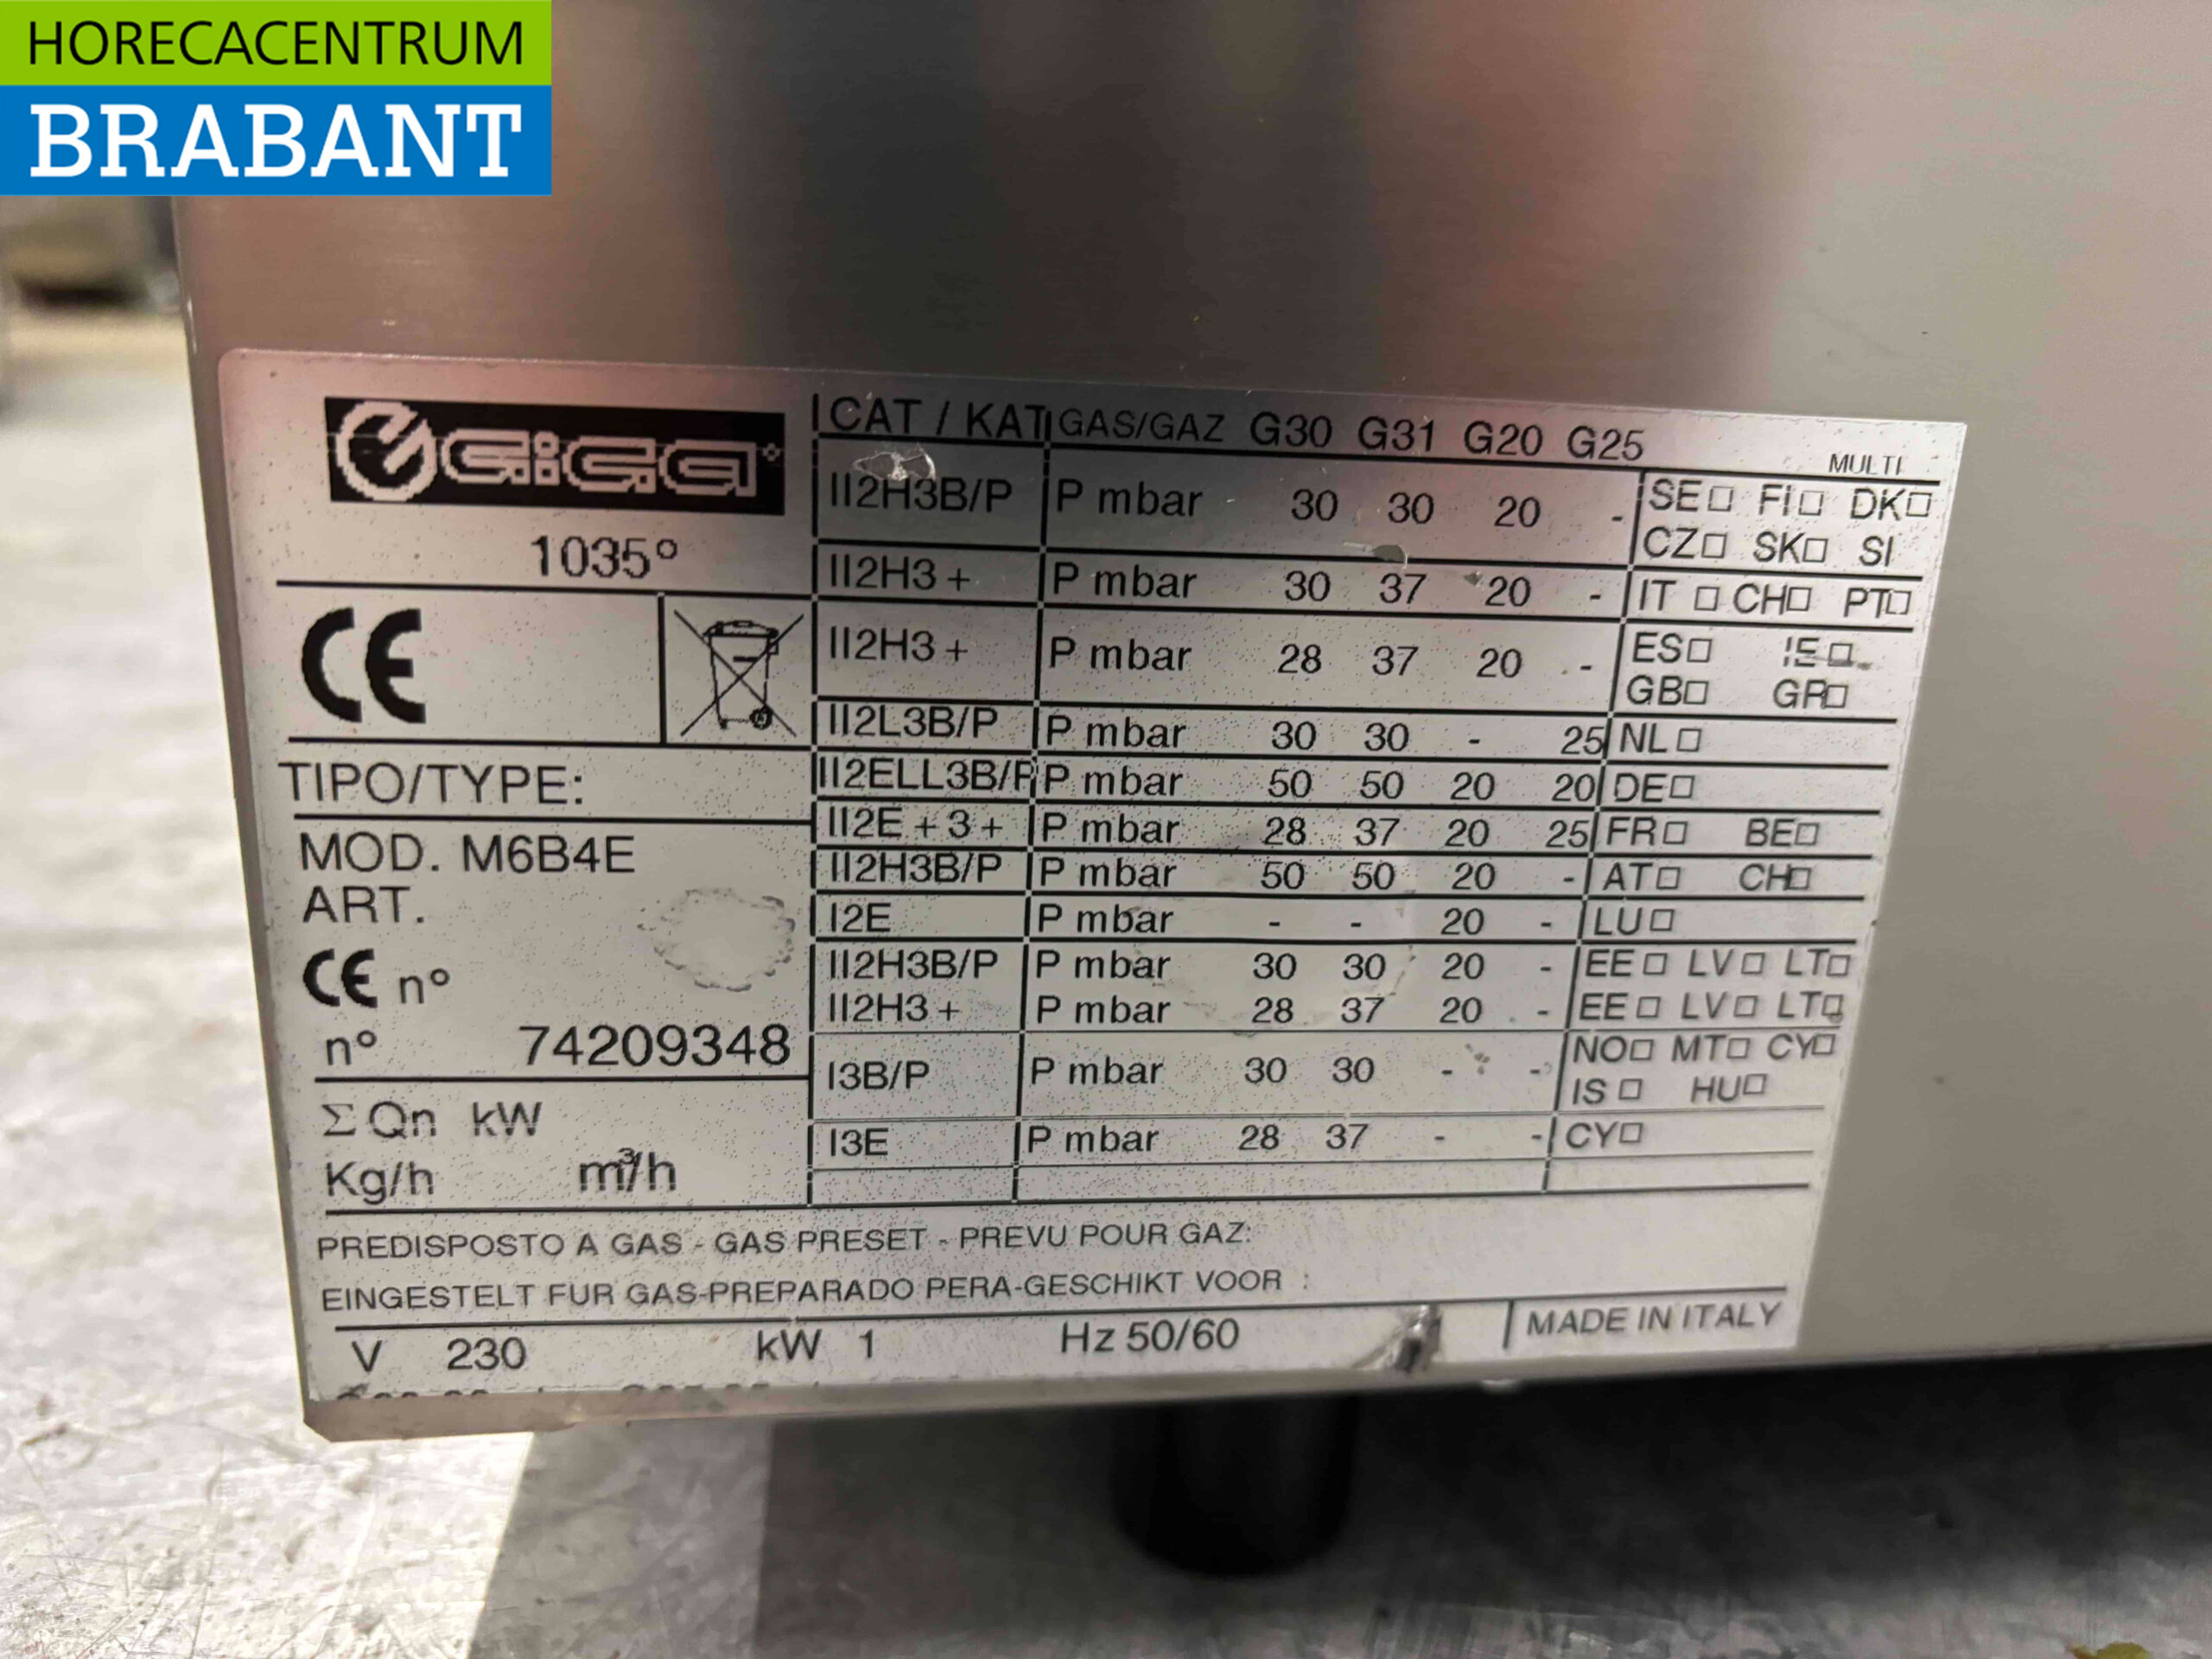 HORECACENTRUM
BRABANT
GiGA
1035°
CE
TIPO/TYPE:
MOD. M6B4E
ART.
CE n°
n° 74209348
Σ Qn kW
Kg/h m³/h
CAT / KAT GAS/GAZ G30 G31 G20 G25
MULTI
II2H3B/P P mbar 30 30 20 - SE□ FI□ DK□
CZ□ SK□ SI
II2H3+ P mbar 30 37 20 - IT □ CH□ PT□
II2H3+ P mbar 28 37 20 - ES□ IE□
GB□ GR□
II2L3B/P P mbar 30 30 - 25 NL□
II2ELL3B/P P mbar 50 50 20 20 DE□
II2E+3+ P mbar 28 37 20 25 FR□ BE□
II2H3B/P P mbar 50 50 20 - AT□ CH□
I2E P mbar - - 20 - LU□
II2H3B/P P mbar 30 30 20 - EE□ LV□ LT□
II2H3+ P mbar 28 37 20 - EE□ LV□ LT□
I3B/P P mbar 30 30 - - NO□ MT□ CY□
IS□ HU□
I3E P mbar 28 37 - - CY□
PREDISPOSTO A GAS - GAS PRESET - PREVU POUR GAZ:
EINGESTELT FUR GAS-PREPARADO PERA-GESCHIKT VOOR :
V 230 kW 1 Hz 50/60 MADE IN ITALY